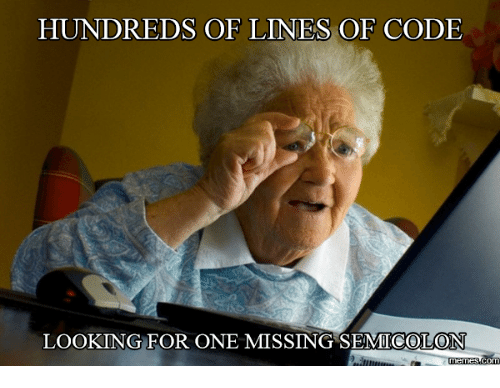 HUNDREDS OF LINES OF CODE
LOOKING FOR ONE MISSING SEMICOLON
memes.com